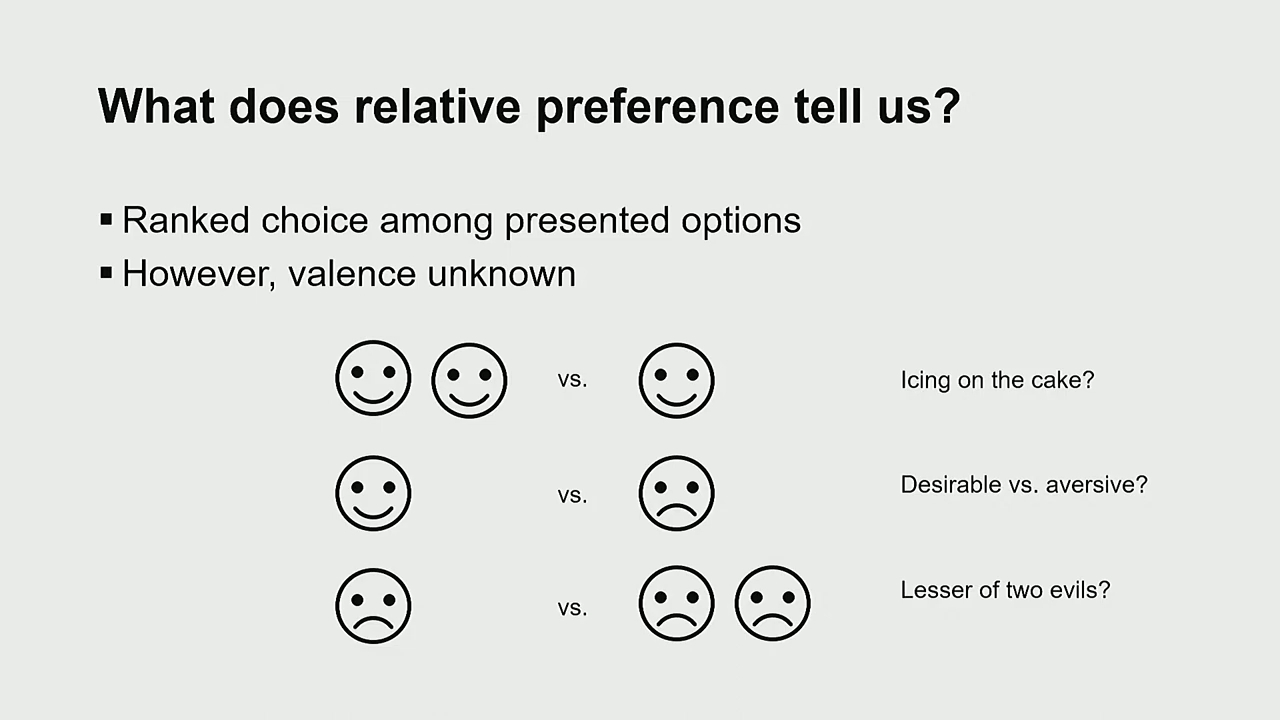 What does relative preference tell us?
▪ Ranked choice among presented options
▪ However, valence unknown
vs. Icing on the cake?
vs. Desirable vs. aversive?
vs. Lesser of two evils?